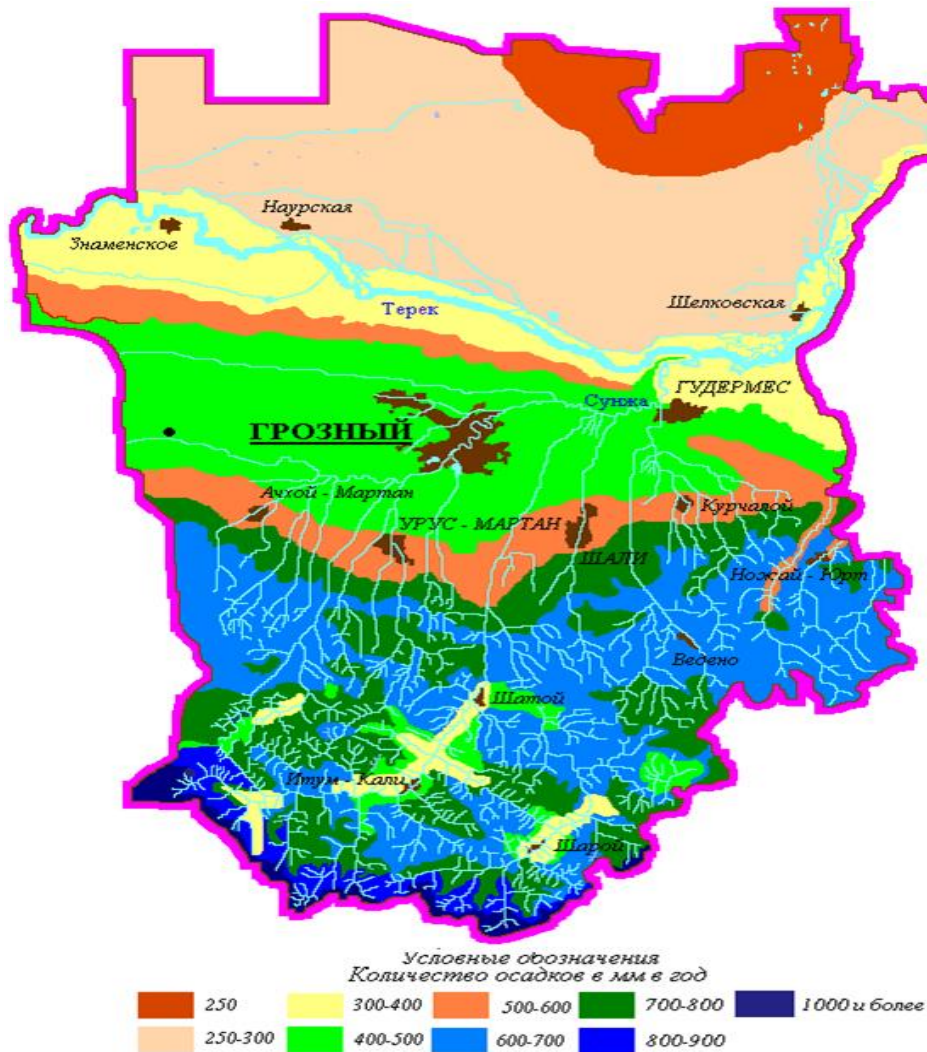 Наурская
Знаменское
Шелковская
Терек
ГУДЕРМЕС
Сунжа
ГРОЗНЫЙ
Ачхой - Мартан
Курчалой
УРУС - МАРТАН
ШАЛИ
Ножай - Юрт
Ведено
Шатой
Итум - Кали
Шарой
Условные обозначения
Количество осадков в мм в год
250 300-400 500-600 700-800 1000 и более
250-300 400-500 600-700 800-900